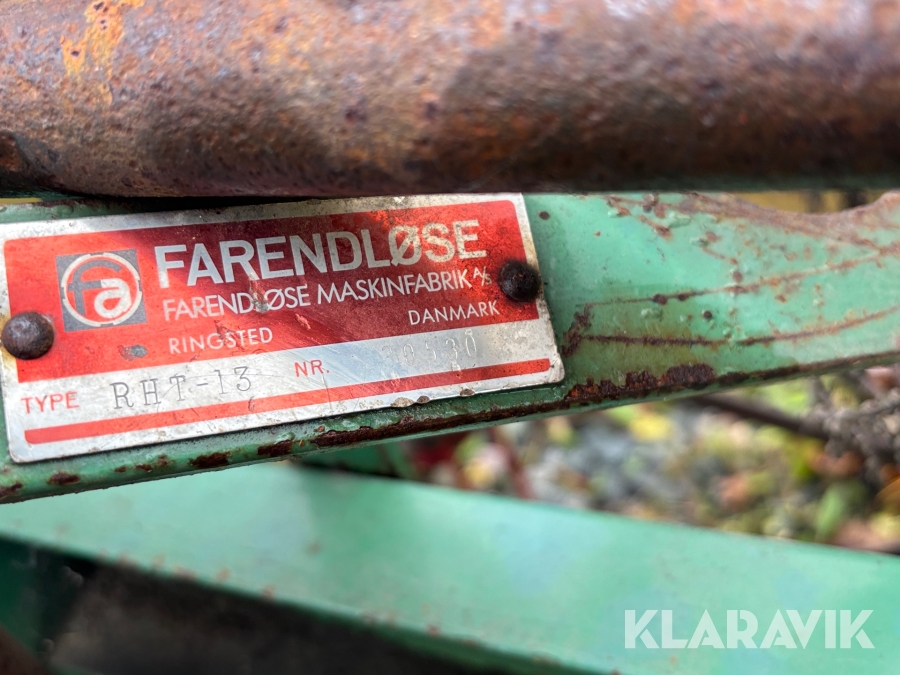 fa
FARENDLØSE
FARENDLØSE MASKINFABRIK A/S
RINGSTED DANMARK
TYPE RHT-13 NR.
KLARAVIK